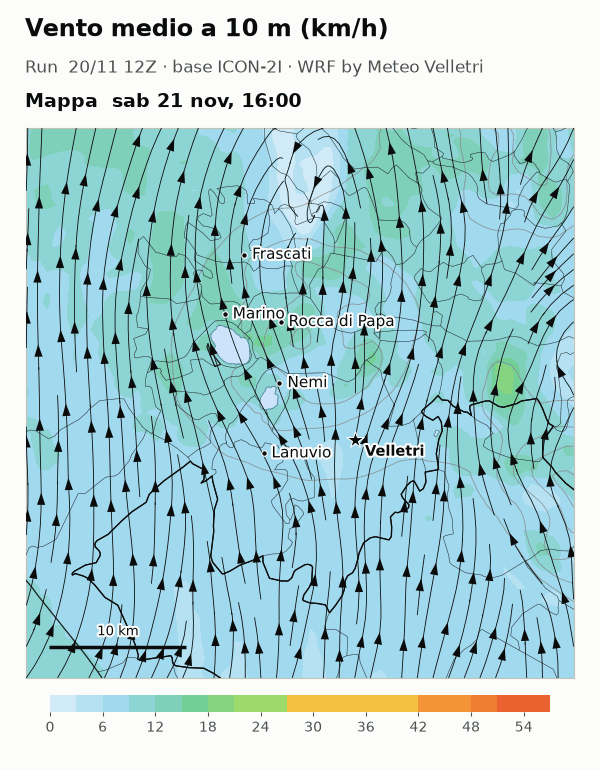 Vento medio a 10 m (km/h)
Run  20/11 12Z · base ICON-2I · WRF by Meteo Velletri
Mappa  sab 21 nov, 16:00
Frascati
Marino
Rocca di Papa
Nemi
Velletri
Lanuvio
10 km
0 6 12 18 24 30 36 42 48 54